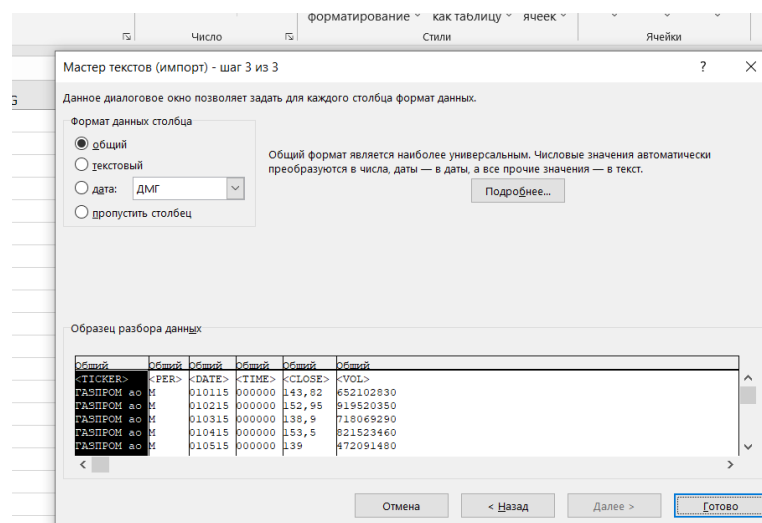 форматирование как таблицу ячеек
Число
Стили
Ячейки
Мастер текстов (импорт) - шаг 3 из 3
?
G
Данное диалоговое окно позволяет задать для каждого столбца формат данных.
Формат данных столбца
общий
текстовый
дата: ДМГ
пропустить столбец
Общий формат является наиболее универсальным. Числовые значения автоматически
преобразуются в числа, даты — в даты, а все прочие значения — в текст.
Подробнее...
Образец разбора данных
Общий Общий Общий Общий Общий Общий
<TICKER> <PER> <DATE> <TIME> <CLOSE> <VOL>
ГАЗПРОМ ао M 010115 000000 143,82 652102830
ГАЗПРОМ ао M 010215 000000 152,95 919520350
ГАЗПРОМ ао M 010315 000000 138,9 718069290
ГАЗПРОМ ао M 010415 000000 153,5 821523460
ГАЗПРОМ ао M 010515 000000 139 472091480
Отмена < Назад Далее > Готово